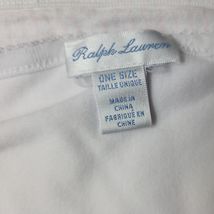 Ralph Lauren
ONE SIZE
TAILLE UNIQUE
MADE IN
CHINA
FABRIQUÉ EN
CHINE